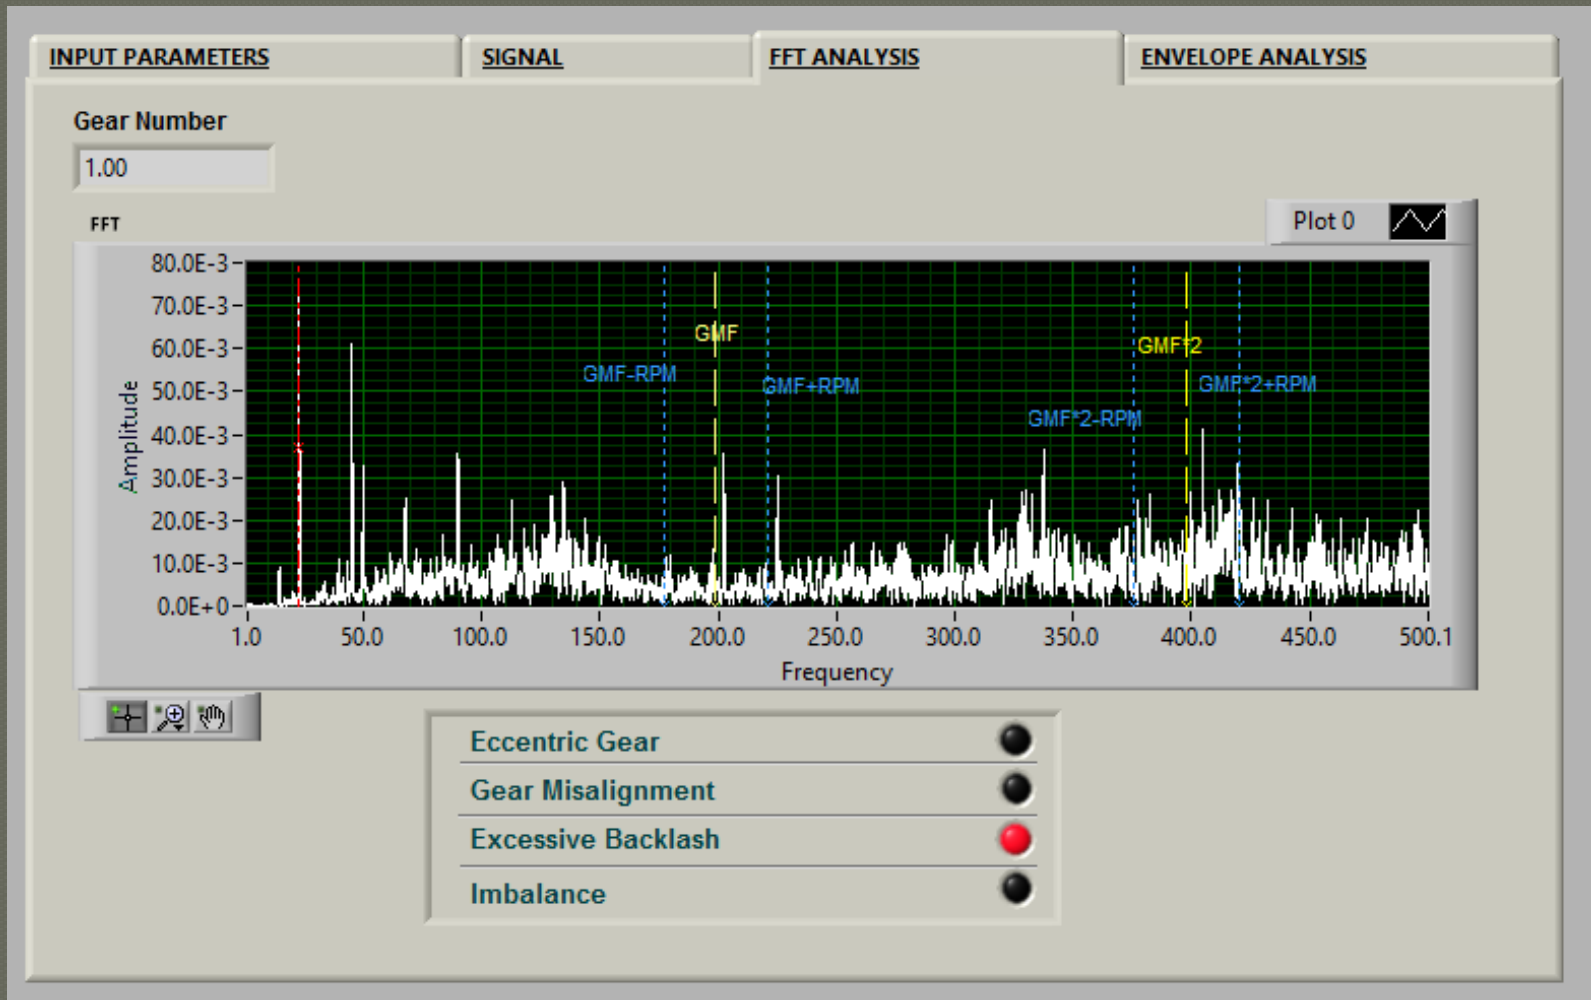 INPUT PARAMETERS
SIGNAL
FFT ANALYSIS
ENVELOPE ANALYSIS
Gear Number
1.00
FFT
Plot 0
80.0E-3
70.0E-3
60.0E-3
50.0E-3
40.0E-3
30.0E-3
20.0E-3
10.0E-3
0.0E+0
Amplitude
GMF
GMF-RPM
GMF+RPM
GMF*2
GMF*2-RPM
GMF*2+RPM
1.0 50.0 100.0 150.0 200.0 250.0 300.0 350.0 400.0 450.0 500.1
Frequency
Eccentric Gear
Gear Misalignment
Excessive Backlash
Imbalance